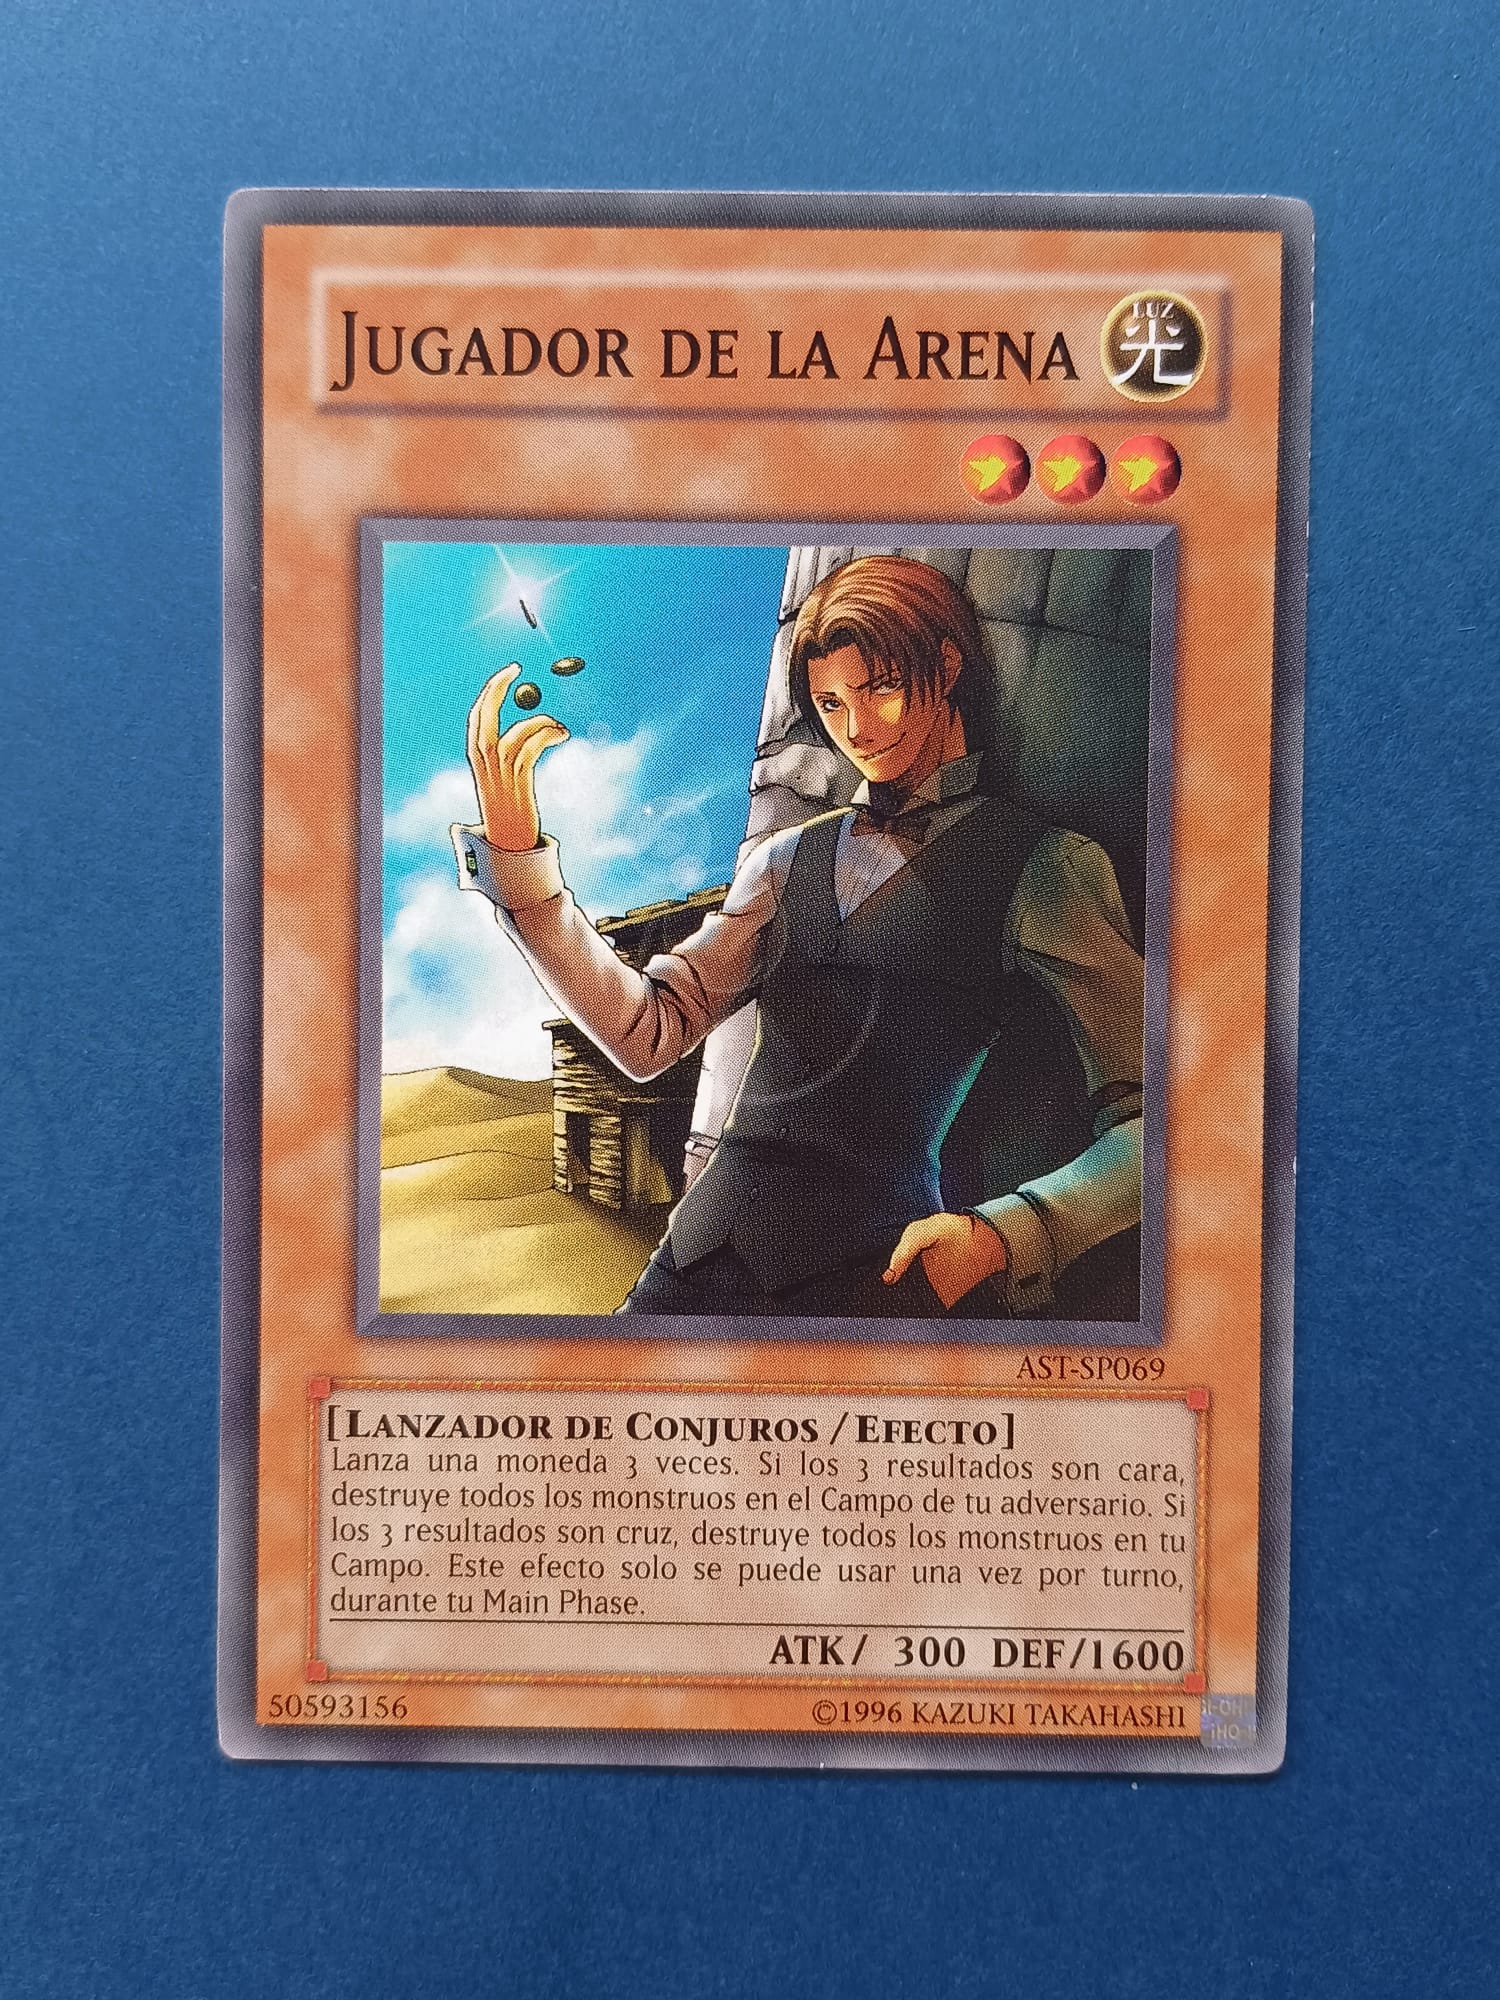 JUGADOR DE LA ARENA
LUZ
光
AST-SP069
[LANZADOR DE CONJUROS / EFECTO]
Lanza una moneda 3 veces. Si los 3 resultados son cara,
destruye todos los monstruos en el Campo de tu adversario. Si
los 3 resultados son cruz, destruye todos los monstruos en tu
Campo. Este efecto solo se puede usar una vez por turno,
durante tu Main Phase.
ATK/ 300 DEF/1600
50593156
©1996 KAZUKI TAKAHASHI